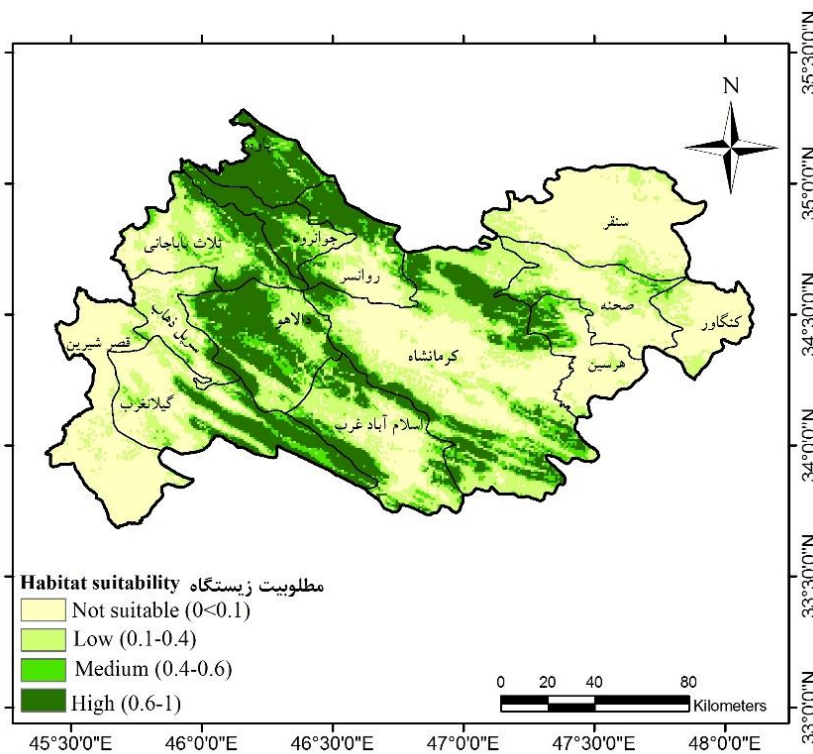 N
سنقر
جوانرود
ثلاث باباجانی
روانسر
صحنه
کنگاور
دالاهو
سرپل ذهاب
قصر شیرین
کرمانشاه
هرسین
گیلانغرب
اسلام آباد غرب
Habitat suitability مطلوبیت زیستگاه
Not suitable (0<0.1)
Low (0.1-0.4)
Medium (0.4-0.6)
High (0.6-1)
0 20 40 80
Kilometers
45°30'0"E 46°0'0"E 46°30'0"E 47°0'0"E 47°30'0"E 48°0'0"E
35°30'0"N
35°0'0"N
34°30'0"N
34°0'0"N
33°30'0"N
33°0'0"N